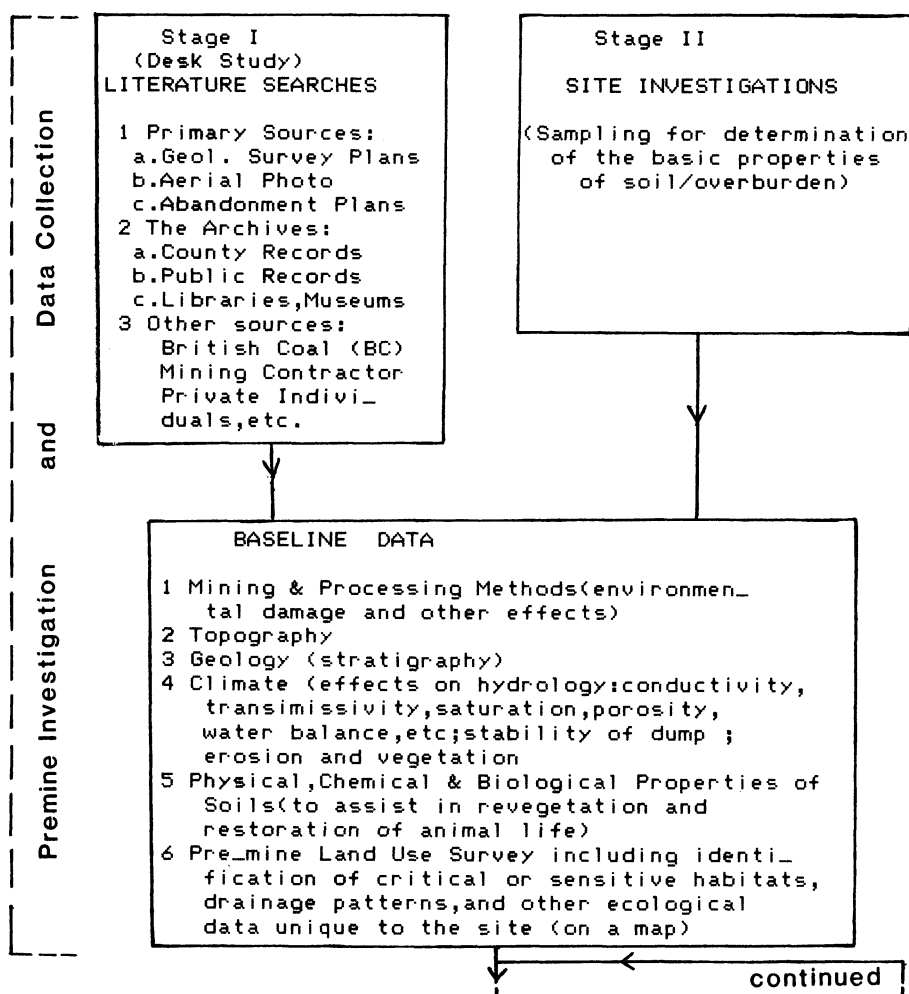 Premine Investigation and Data Collection
Stage I
(Desk Study)
LITERATURE SEARCHES
1 Primary Sources:
a.Geol. Survey Plans
b.Aerial Photo
c.Abandonment Plans
2 The Archives:
a.County Records
b.Public Records
c.Libraries,Museums
3 Other sources:
British Coal (BC)
Mining Contractor
Private Indivi_
duals,etc.
Stage II
SITE INVESTIGATIONS
(Sampling for determination
of the basic properties
of soil/overburden)
BASELINE DATA
1 Mining & Processing Methods(environmen_
tal damage and other effects)
2 Topography
3 Geology (stratigraphy)
4 Climate (effects on hydrology:conductivity,
transimissivity,saturation,porosity,
water balance,etc;stability of dump ;
erosion and vegetation
5 Physical,Chemical & Biological Properties of
Soils(to assist in revegetation and
restoration of animal life)
6 Pre_mine Land Use Survey including identi_
fication of critical or sensitive habitats,
drainage patterns,and other ecological
data unique to the site (on a map)
continued